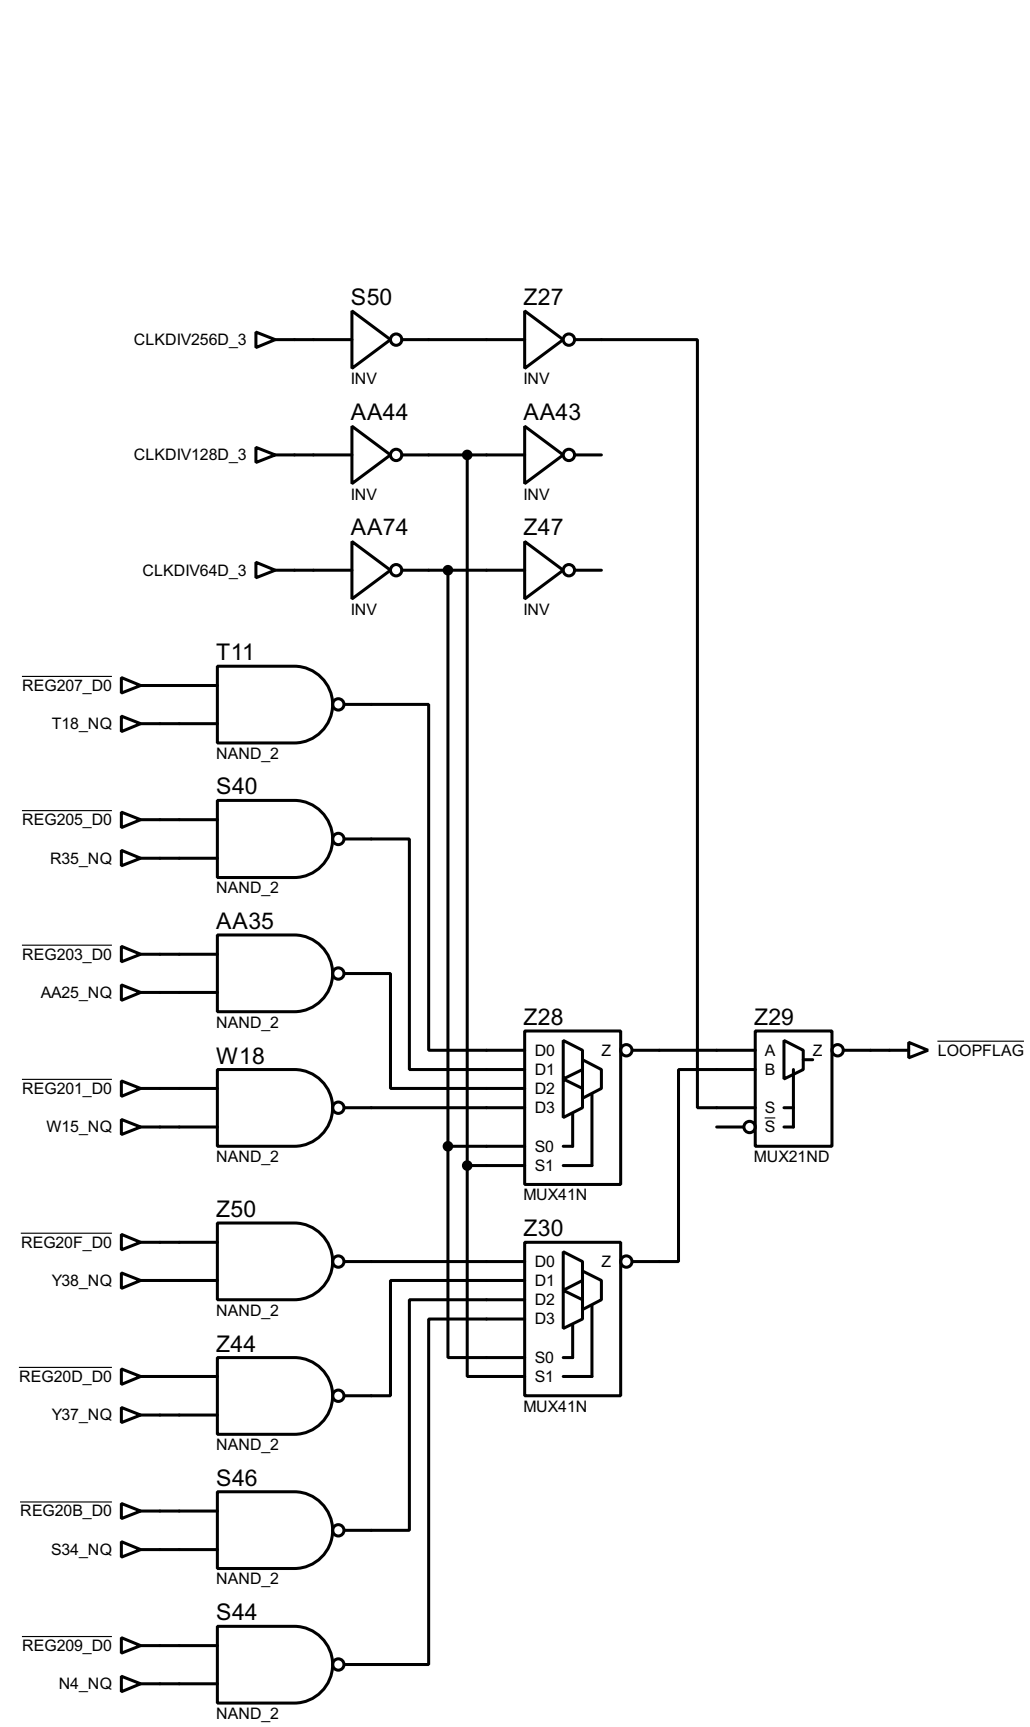 S50 Z27
CLKDIV256D_3
INV INV
AA44 AA43
CLKDIV128D_3
INV INV
AA74 Z47
CLKDIV64D_3
INV INV
T11
REG207_D0
T18_NQ
NAND_2
S40
REG205_D0
R35_NQ
NAND_2
AA35
REG203_D0
AA25_NQ
NAND_2
W18
REG201_D0
W15_NQ
NAND_2
Z28
D0 Z
D1
D2
D3
S0
S1
MUX41N
Z29
A Z
B
S
S
MUX21ND
LOOPFLAG
Z50
REG20F_D0
Y38_NQ
NAND_2
Z30
D0 Z
D1
D2
D3
S0
S1
MUX41N
Z44
REG20D_D0
Y37_NQ
NAND_2
S46
REG20B_D0
S34_NQ
NAND_2
S44
REG209_D0
N4_NQ
NAND_2